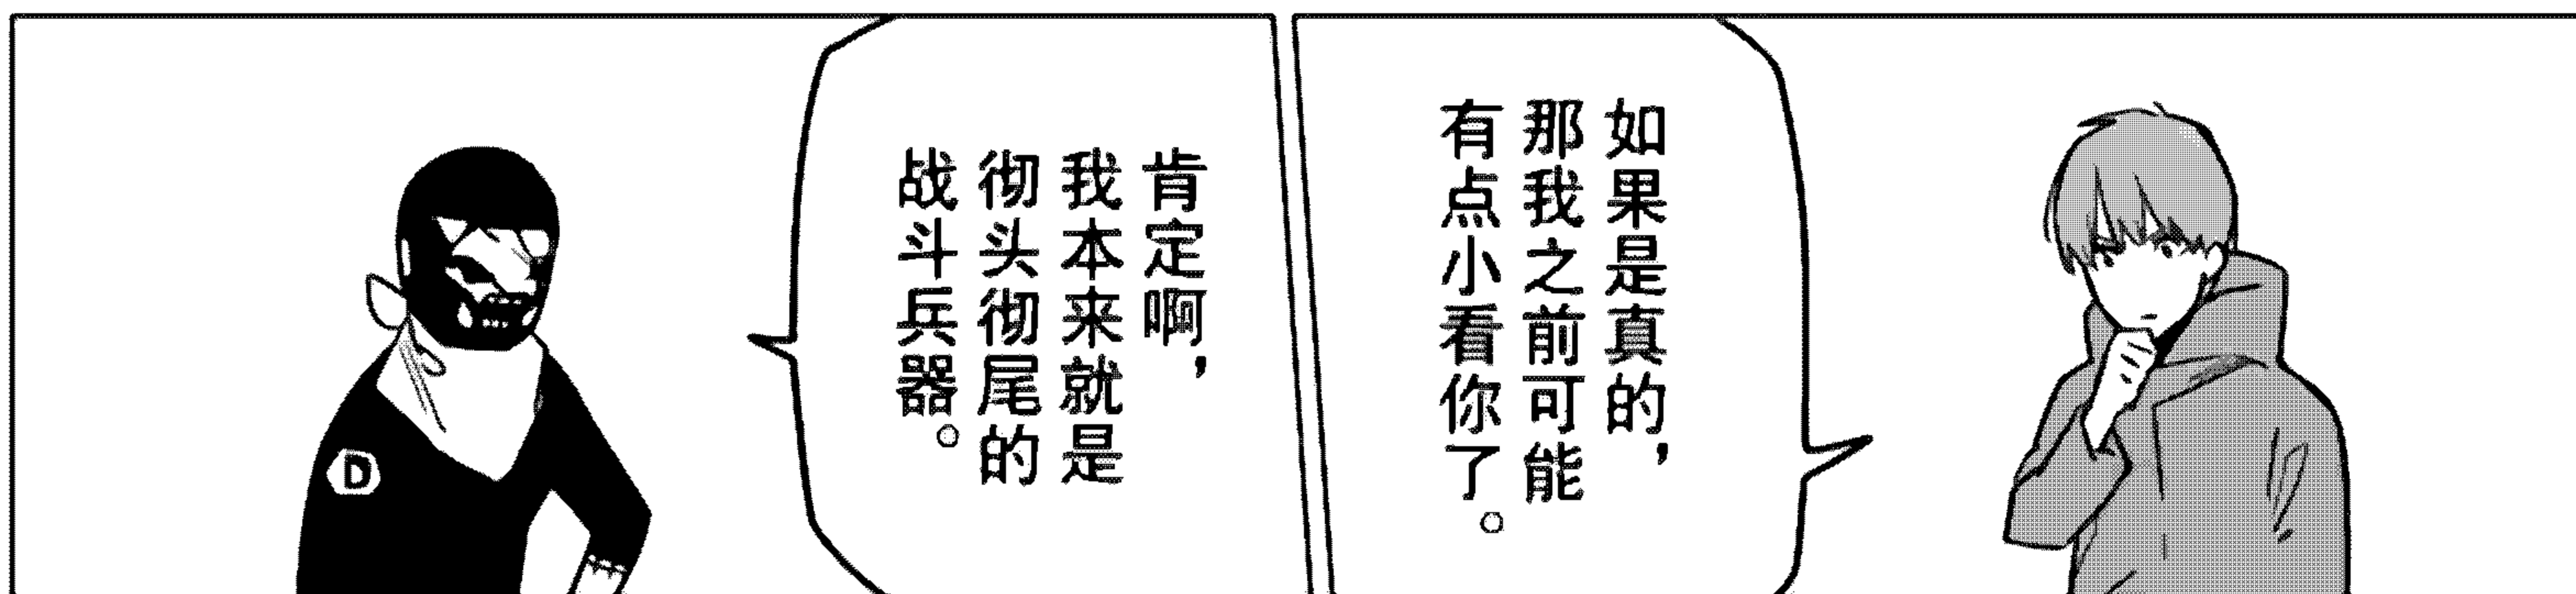 如果是真的，
那我之前可能
有点小看你了。
肯定啊，
我本来就是
彻头彻尾的
战斗兵器。
D